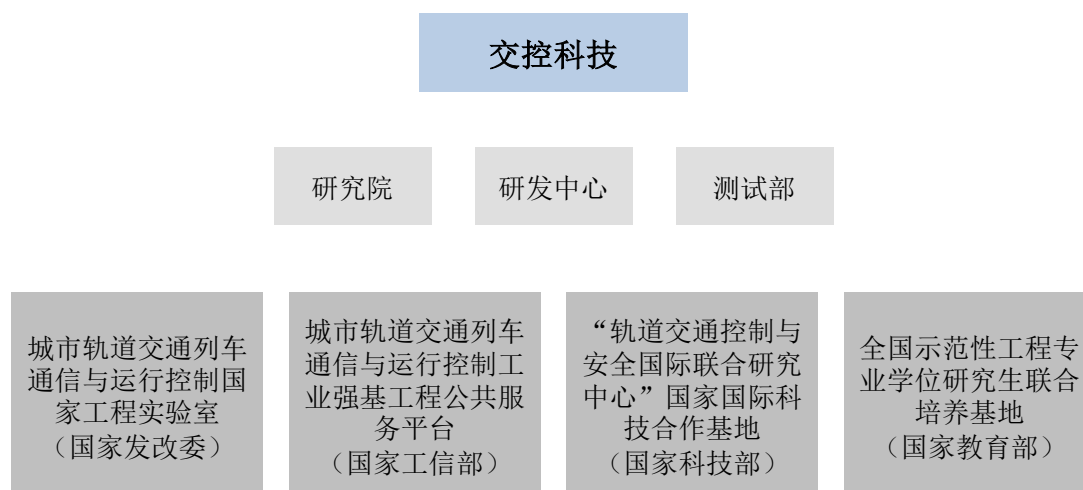 交控科技
研究院
研发中心
测试部
城市轨道交通列车
通信与运行控制国
家工程实验室
（国家发改委）
城市轨道交通列车
通信与运行控制工
业强基工程公共服
务平台
（国家工信部）
“轨道交通控制与
安全国际联合研究
中心”国家国际科
技合作基地
（国家科技部）
全国示范性工程专
业学位研究生联合
培养基地
（国家教育部）